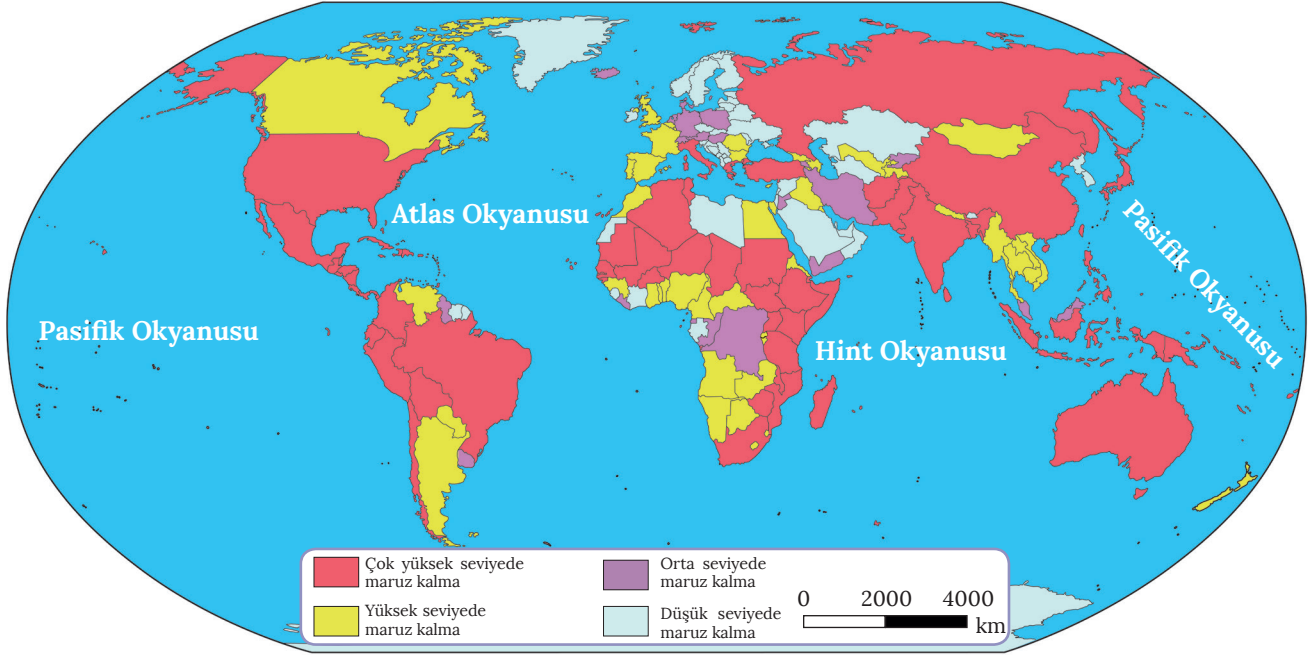 Atlas Okyanusu
Pasifik Okyanusu
Pasifik Okyanusu
Hint Okyanusu
Çok yüksek seviyede
maruz kalma
Yüksek seviyede
maruz kalma
Orta seviyede
maruz kalma
Düşük seviyede
maruz kalma
0 2000 4000
km